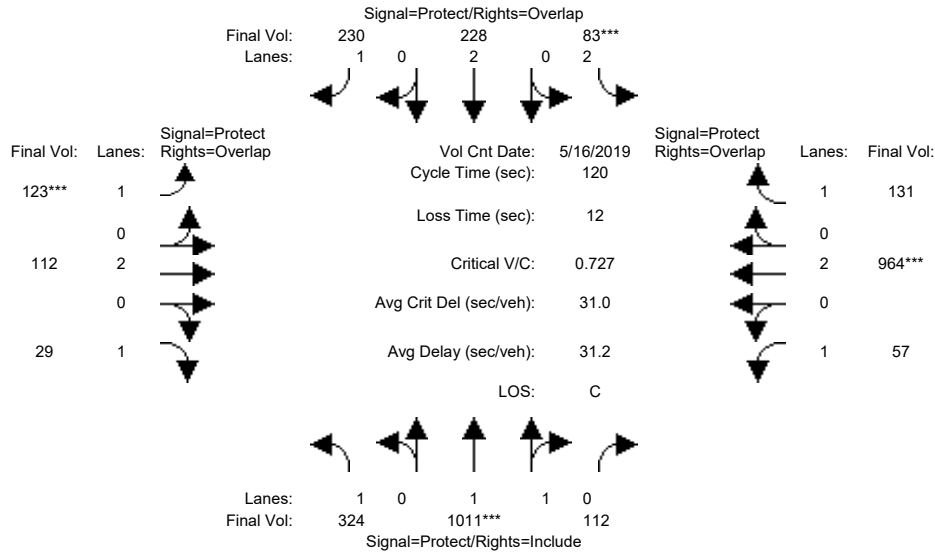 Signal=Protect/Rights=Overlap
Final Vol: 230 228 83***
Lanes: 1 0 2 0 2
Signal=Protect
Final Vol: Lanes: Rights=Overlap
Vol Cnt Date: 5/16/2019
Signal=Protect
Rights=Overlap Lanes: Final Vol:
Cycle Time (sec): 120
123*** 1
1 131
Loss Time (sec): 12
0
0
112 2
Critical V/C: 0.727
2 964***
0
Avg Crit Del (sec/veh): 31.0
0
29 1
Avg Delay (sec/veh): 31.2
1 57
LOS: C
Lanes: 1 0 1 1 0
Final Vol: 324 1011*** 112
Signal=Protect/Rights=Include